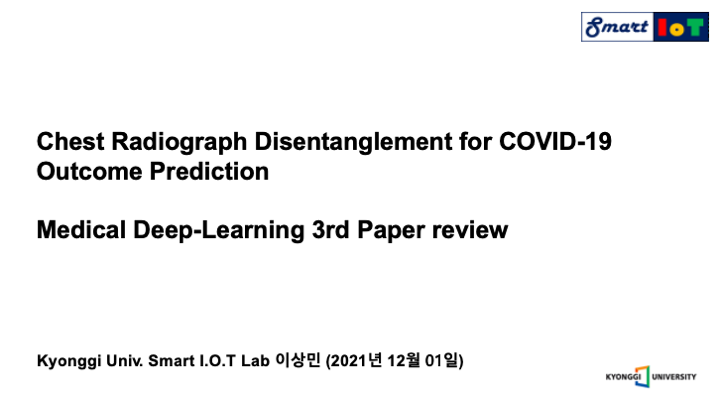 Smart IoT
Chest Radiograph Disentanglement for COVID-19
Outcome Prediction
Medical Deep-Learning 3rd Paper review
Kyonggi Univ. Smart I.O.T Lab 이상민 (2021년 12월 01일)
KYONGGI UNIVERSITY